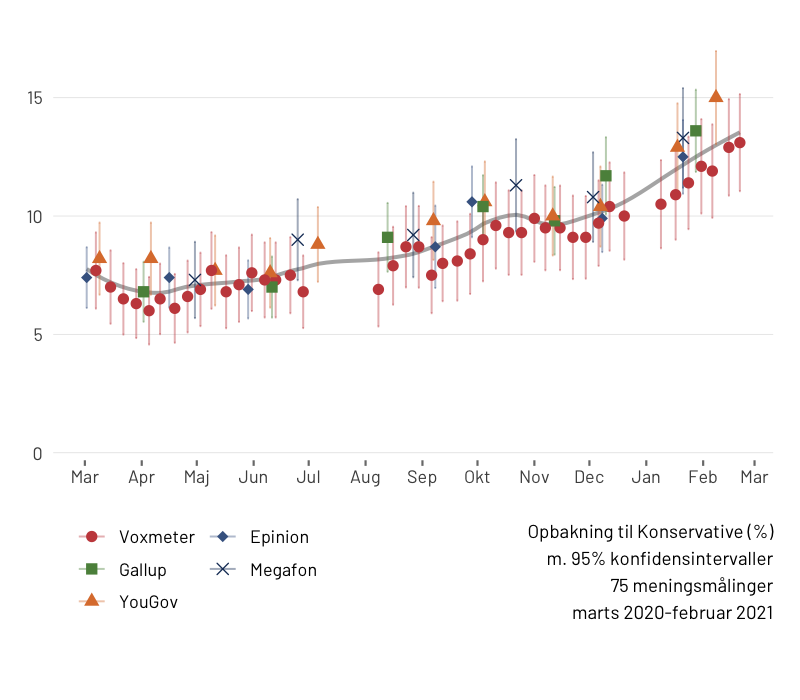 15
10
5
0
Mar Apr Maj Jun Jul Aug Sep Okt Nov Dec Jan Feb Mar
Voxmeter Epinion
Gallup Megafon
YouGov
Opbakning til Konservative (%)
m. 95% konfidensintervaller
75 meningsmålinger
marts 2020-februar 2021